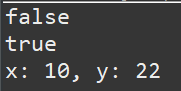 false
true
x: 10, y: 22